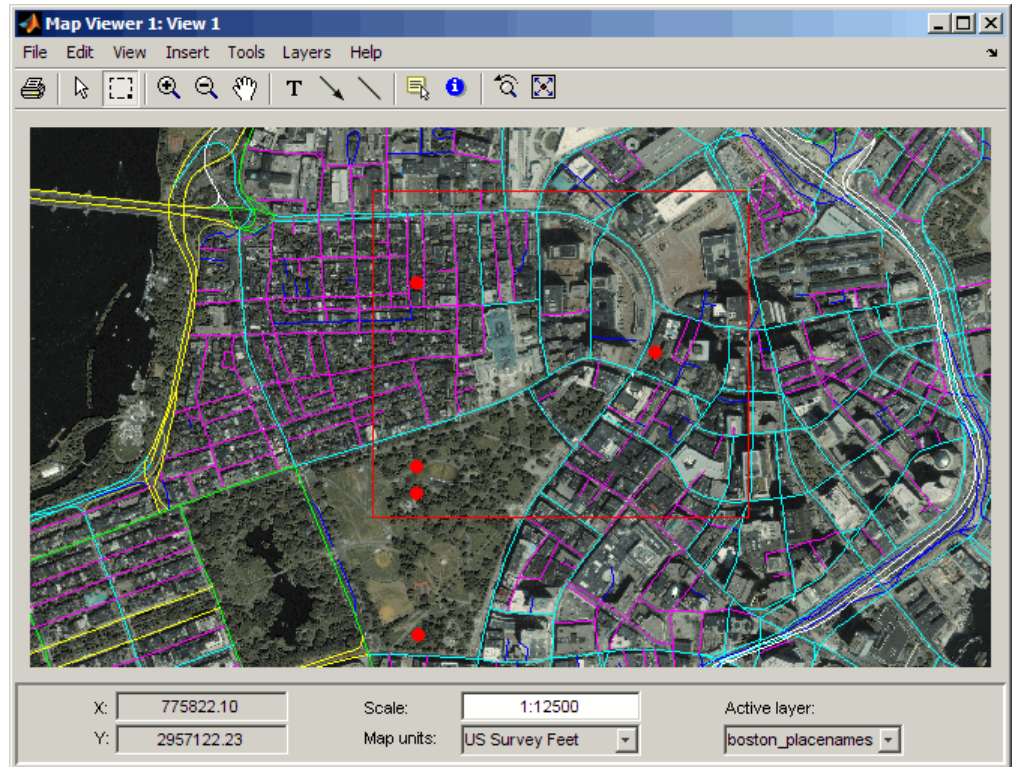 Map Viewer 1: View 1
File Edit View Insert Tools Layers Help
T
X: 775822.10 Scale: 1:12500 Active layer:
Y: 2957122.23 Map units: US Survey Feet boston_placenames